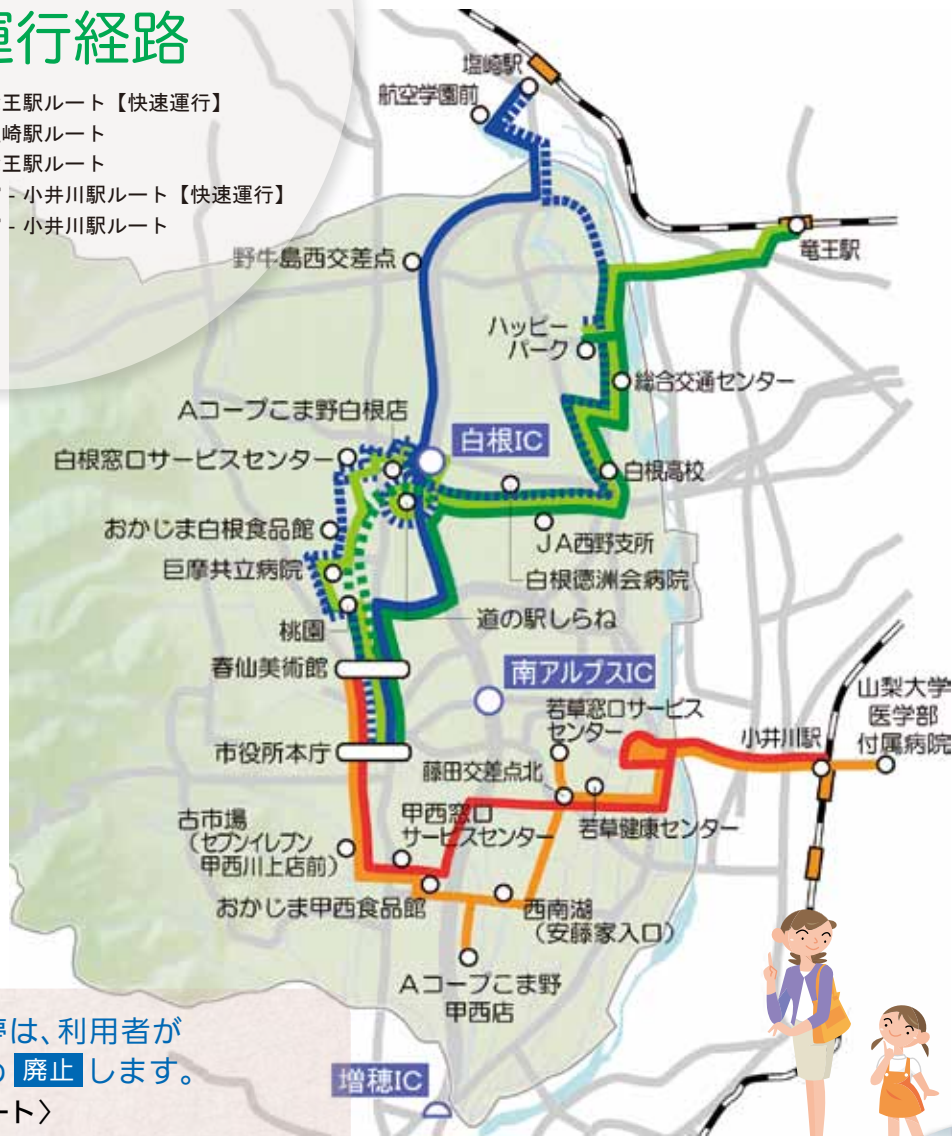 運行経路
王駅ルート【快速運行】
崎駅ルート
王駅ルート
- 小井川駅ルート【快速運行】
- 小井川駅ルート
塩崎駅
航空学園前
竜王駅
野牛島西交差点
ハッピー
パーク
総合交通センター
Aコープこま野白根店
白根IC
白根窓口サービスセンター
白根高校
おかじま白根食品館
JA西野支所
巨摩共立病院
白根徳洲会病院
桃園
道の駅しらね
春仙美術館
南アルプスIC
山梨大学
医学部
付属病院
若草窓口サービス
センター
小井川駅
市役所本庁
藤田交差点北
古市場
(セブンイレブン
甲西川上店前)
甲西窓口
サービスセンター
若草健康センター
おかじま甲西食品館
西南湖
(安藤家入口)
Aコープこま野
甲西店
は、利用者が
廃止します。
ート〉
増穂IC